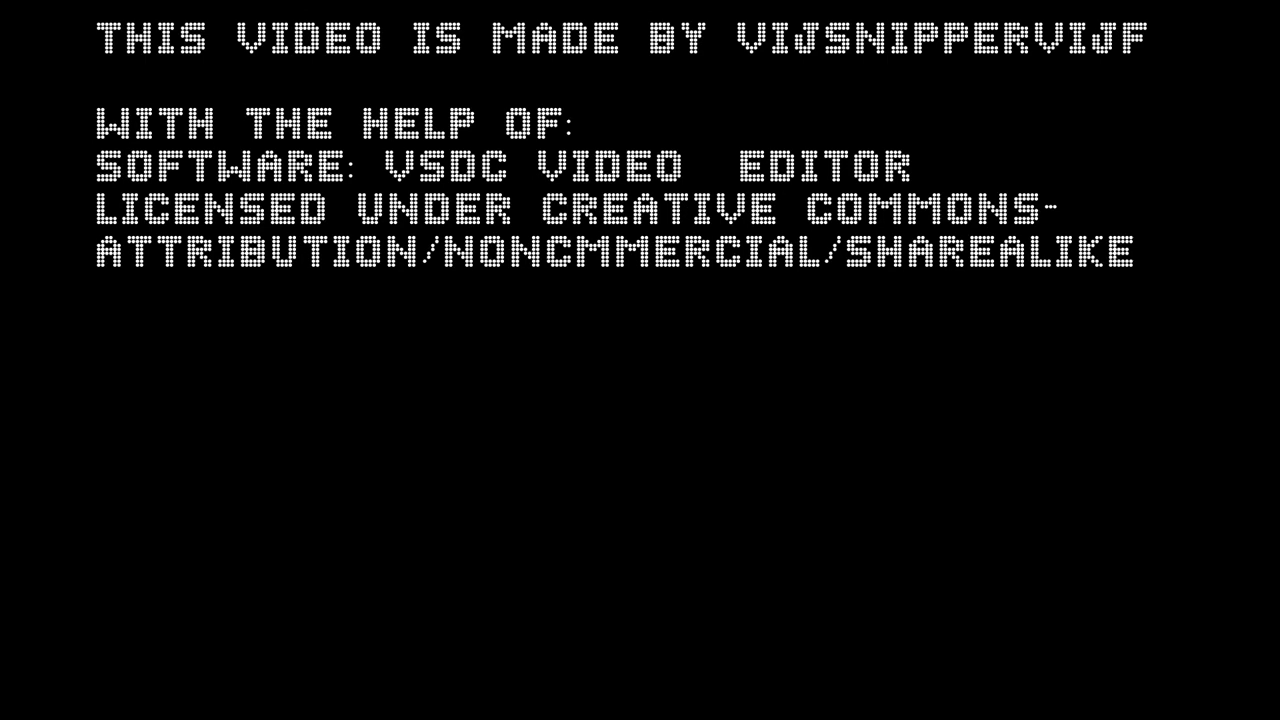 THIS VIDEO IS MADE BY VIJSNIPPERVIJF
WITH THE HELP OF:
SOFTWARE: VSDC VIDEO  EDITOR
LICENSED UNDER CREATIVE COMMONS-
ATTRIBUTION/NONCMMERCIAL/SHAREALIKE